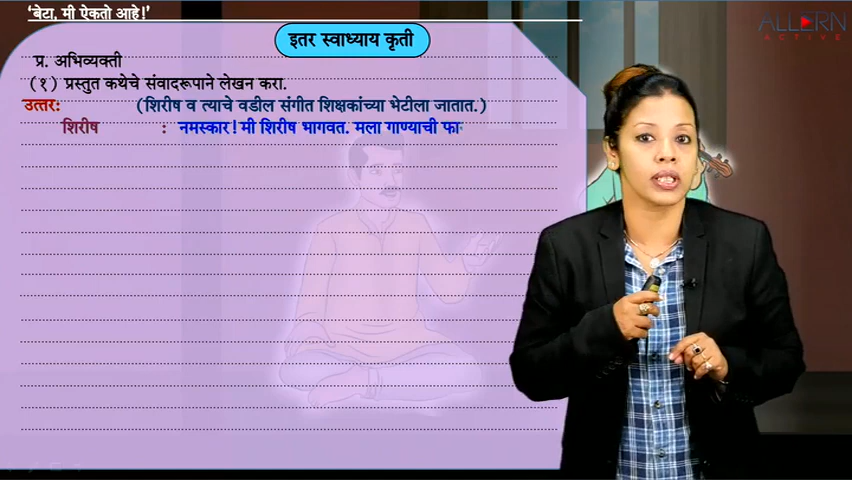 ‘बेटा, मी ऐकतो आहे!’
इतर स्वाध्याय कृती
ALLERN
ACTIVE
प्र. अभिव्यक्ती
(१) प्रस्तुत कथेचे संवादरूपाने लेखन करा.
उत्तर: (शिरीष व त्याचे वडील संगीत शिक्षकांच्या भेटीला जातात.)
शिरीष : नमस्कार! मी शिरीष भागवत. मला गाण्याची फा